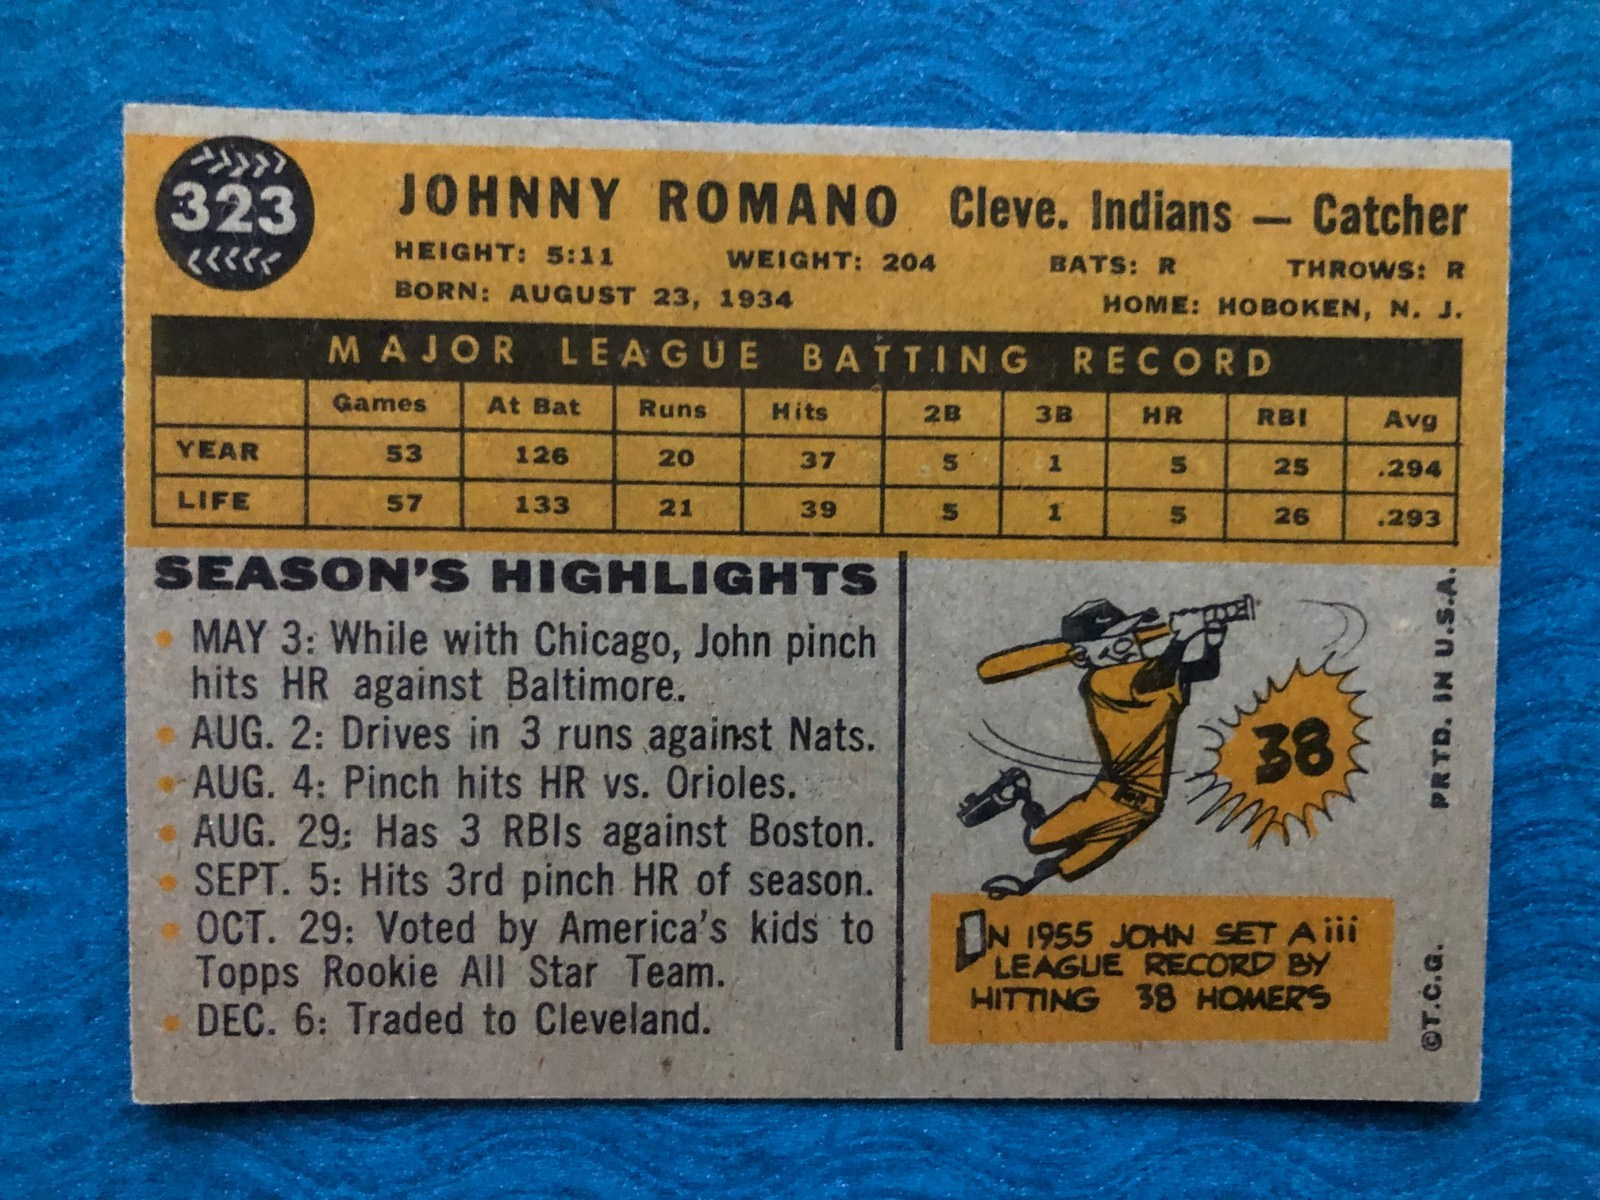 323
JOHNNY ROMANO Cleve. Indians — Catcher
HEIGHT: 5:11 WEIGHT: 204 BATS: R THROWS: R
BORN: AUGUST 23, 1934 HOME: HOBOKEN, N. J.
MAJOR LEAGUE BATTING RECORD
Games At Bat Runs Hits 2B 3B HR RBI Avg
YEAR 53 126 20 37 5 1 5 25 .294
LIFE 57 133 21 39 5 1 5 26 .293
SEASON'S HIGHLIGHTS
• MAY 3: While with Chicago, John pinch
hits HR against Baltimore.
• AUG. 2: Drives in 3 runs against Nats.
• AUG. 4: Pinch hits HR vs. Orioles.
• AUG. 29: Has 3 RBIs against Boston.
• SEPT. 5: Hits 3rd pinch HR of season.
• OCT. 29: Voted by America's kids to
Topps Rookie All Star Team.
• DEC. 6: Traded to Cleveland.
38
IN 1955 JOHN SET A iii
LEAGUE RECORD BY
HITTING 38 HOMERS
©T.C.G. PRTD. IN U.S.A.